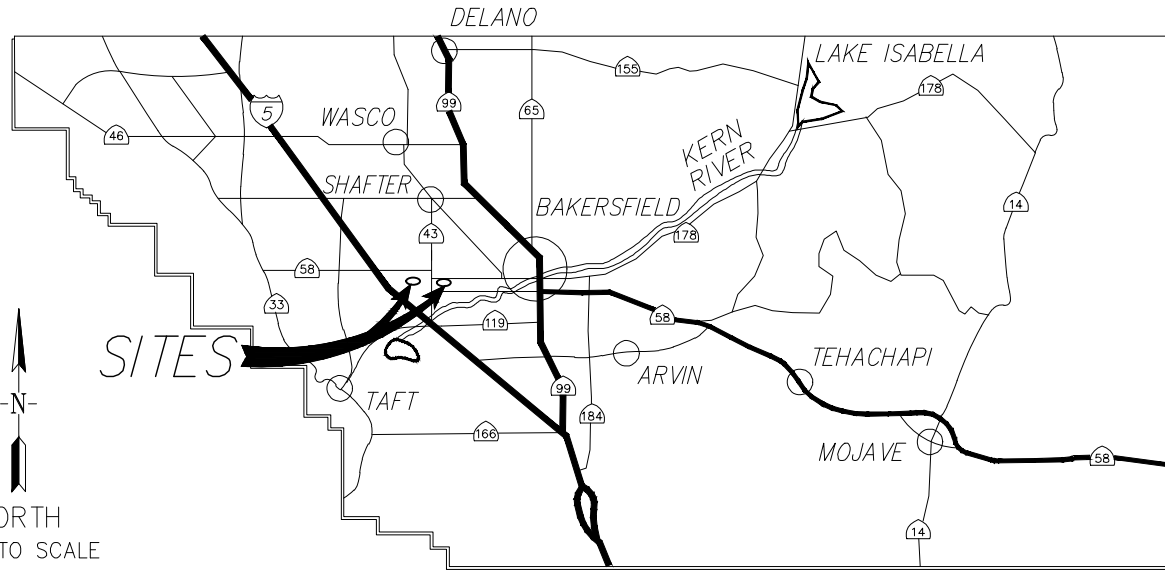 DELANO
LAKE ISABELLA
155
178
99
65
5
46
WASCO
KERN
RIVER
SHAFTER
BAKERSFIELD
14
43
178
58
33
119
58
SITES
TEHACHAPI
ARVIN
TAFT
99
184
166
MOJAVE
58
-N-
ORTH
TO SCALE
14